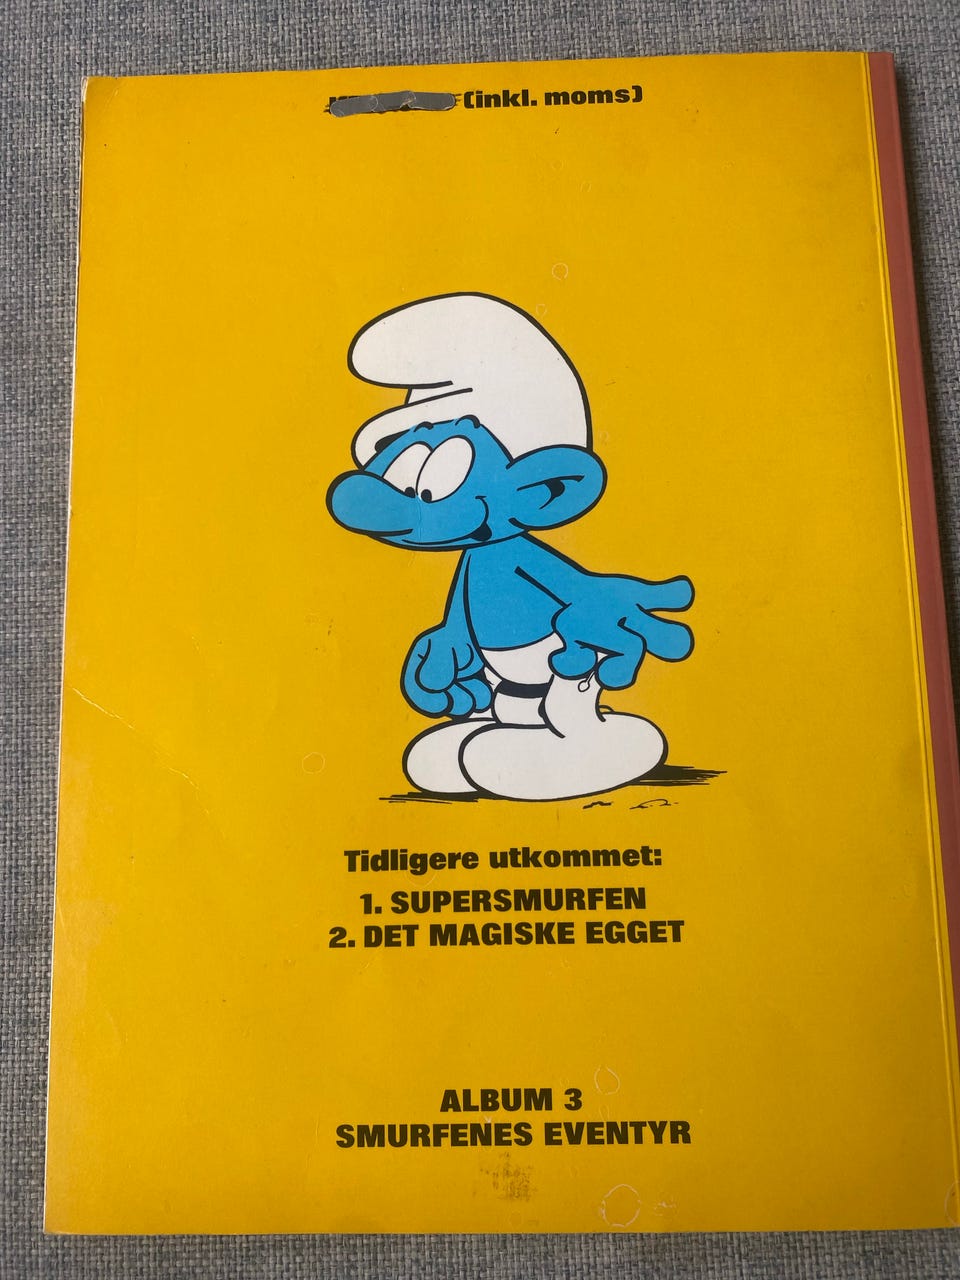 (inkl. moms)
Tidligere utkommet:
1. SUPERSMURFEN
2. DET MAGISKE EGGET
ALBUM 3
SMURFENES EVENTYR